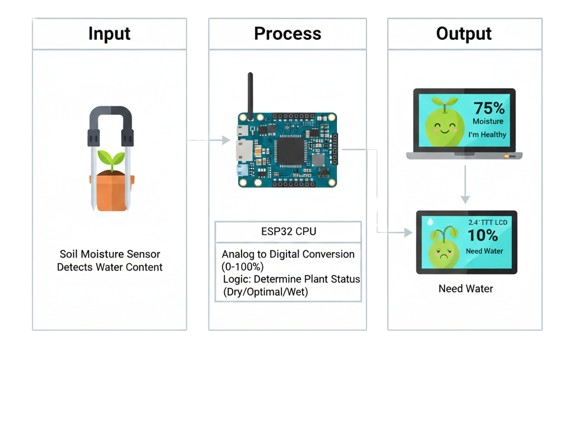 Input
Process
Output
Soil Moisture Sensor
Detects Water Content
ESP32 CPU
Analog to Digital Conversion
(0-100%)
Logic: Determine Plant Status
(Dry/Optimal/Wet)
75%
Moisture
I'm Healthy
2.4" TTT LCD
10%
Need Water
Need Water